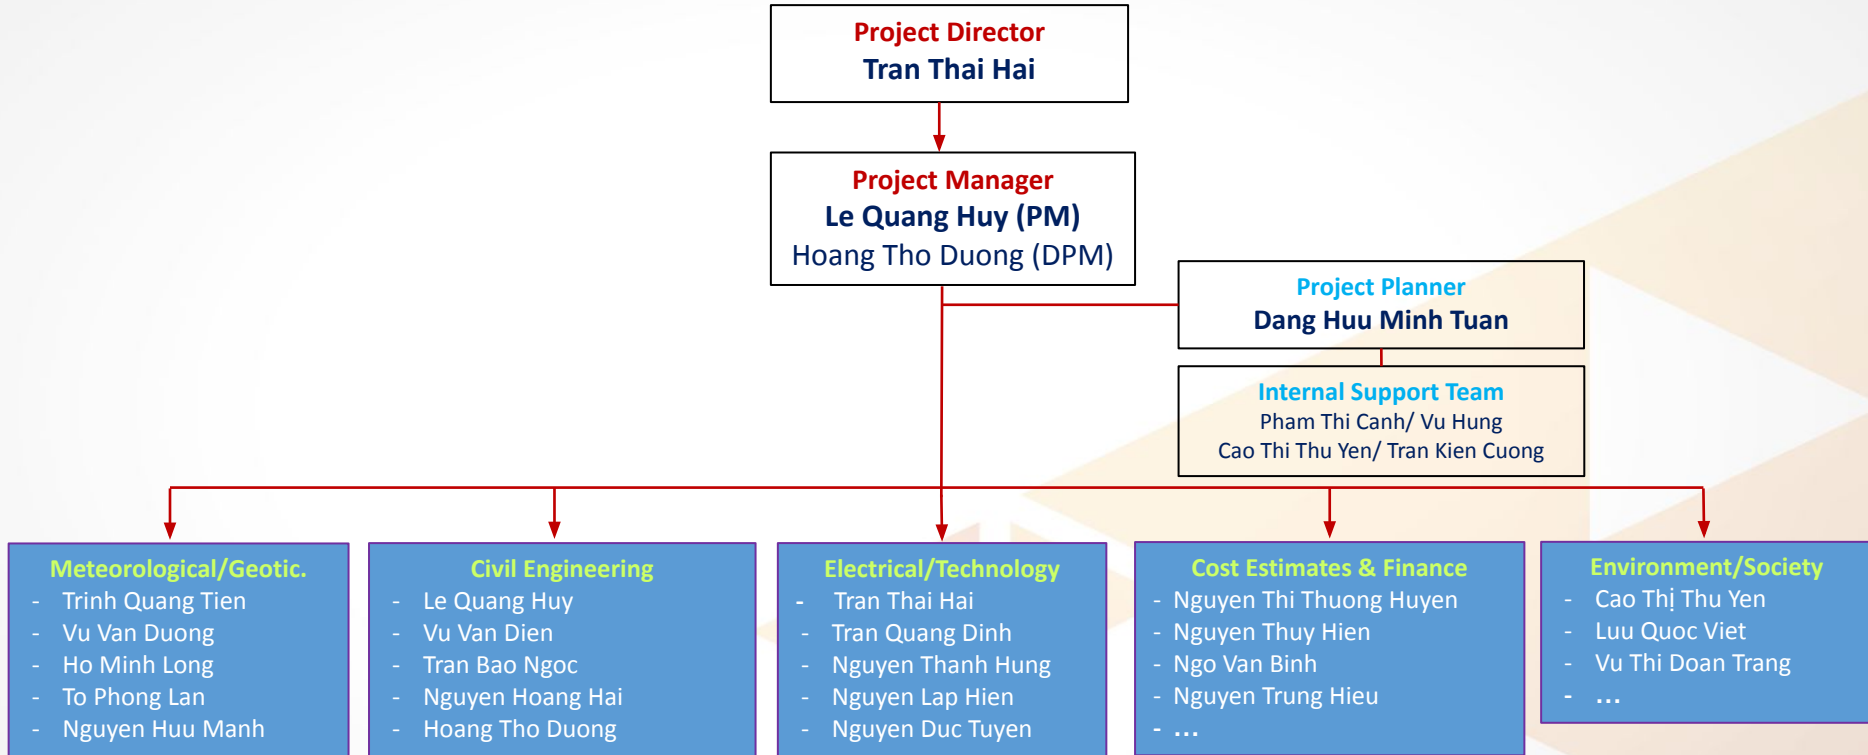 Project Director
Tran Thai Hai
Project Manager
Le Quang Huy (PM)
Hoang Tho Duong (DPM)
Project Planner
Dang Huu Minh Tuan
Internal Support Team
Pham Thi Canh/ Vu Hung
Cao Thi Thu Yen/ Tran Kien Cuong
Meteorological/Geotic.
- Trinh Quang Tien
- Vu Van Duong
- Ho Minh Long
- To Phong Lan
- Nguyen Huu Manh
Civil Engineering
- Le Quang Huy
- Vu Van Dien
- Tran Bao Ngoc
- Nguyen Hoang Hai
- Hoang Tho Duong
Electrical/Technology
- Tran Thai Hai
- Tran Quang Dinh
- Nguyen Thanh Hung
- Nguyen Lap Hien
- Nguyen Duc Tuyen
Cost Estimates & Finance
- Nguyen Thi Thuong Huyen
- Nguyen Thuy Hien
- Ngo Van Binh
- Nguyen Trung Hieu
- ...
Environment/Society
- Cao Thị Thu Yen
- Luu Quoc Viet
- Vu Thi Doan Trang
- ...